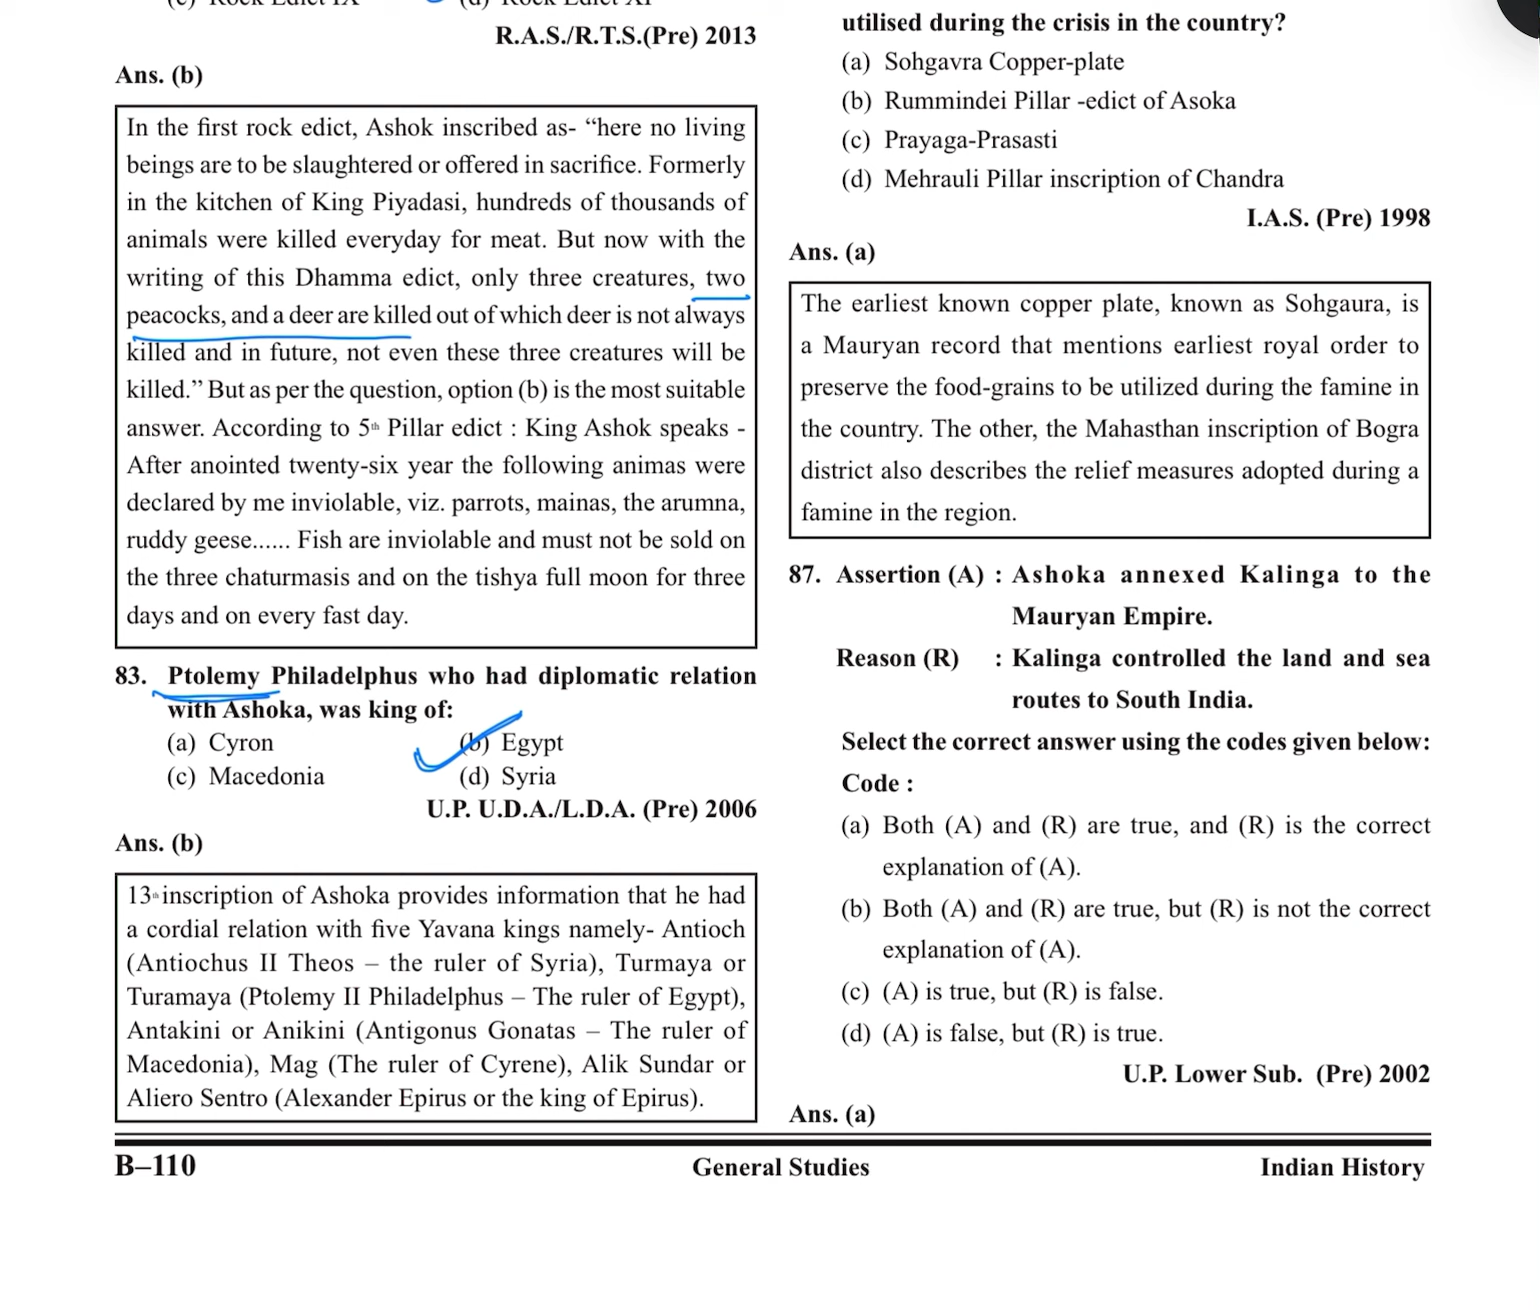 R.A.S./R.T.S.(Pre) 2013
Ans. (b)
In the first rock edict, Ashok inscribed as- “here no living
beings are to be slaughtered or offered in sacrifice. Formerly
in the kitchen of King Piyadasi, hundreds of thousands of
animals were killed everyday for meat. But now with the
writing of this Dhamma edict, only three creatures, two
peacocks, and a deer are killed out of which deer is not always
killed and in future, not even these three creatures will be
killed.” But as per the question, option (b) is the most suitable
answer. According to 5th Pillar edict : King Ashok speaks -
After anointed twenty-six year the following animas were
declared by me inviolable, viz. parrots, mainas, the arumna,
ruddy geese...... Fish are inviolable and must not be sold on
the three chaturmasis and on the tishya full moon for three
days and on every fast day.
83. Ptolemy Philadelphus who had diplomatic relation
with Ashoka, was king of:
(a) Cyron (b) Egypt
(c) Macedonia (d) Syria
U.P. U.D.A./L.D.A. (Pre) 2006
Ans. (b)
13th inscription of Ashoka provides information that he had
a cordial relation with five Yavana kings namely- Antioch
(Antiochus II Theos – the ruler of Syria), Turmaya or
Turamaya (Ptolemy II Philadelphus – The ruler of Egypt),
Antakini or Anikini (Antigonus Gonatas – The ruler of
Macedonia), Mag (The ruler of Cyrene), Alik Sundar or
Aliero Sentro (Alexander Epirus or the king of Epirus).
utilised during the crisis in the country?
(a) Sohgavra Copper-plate
(b) Rummindei Pillar -edict of Asoka
(c) Prayaga-Prasasti
(d) Mehrauli Pillar inscription of Chandra
I.A.S. (Pre) 1998
Ans. (a)
The earliest known copper plate, known as Sohgaura, is
a Mauryan record that mentions earliest royal order to
preserve the food-grains to be utilized during the famine in
the country. The other, the Mahasthan inscription of Bogra
district also describes the relief measures adopted during a
famine in the region.
87. Assertion (A) : Ashoka annexed Kalinga to the
Mauryan Empire.
Reason (R) : Kalinga controlled the land and sea
routes to South India.
Select the correct answer using the codes given below:
Code :
(a) Both (A) and (R) are true, and (R) is the correct
explanation of (A).
(b) Both (A) and (R) are true, but (R) is not the correct
explanation of (A).
(c) (A) is true, but (R) is false.
(d) (A) is false, but (R) is true.
U.P. Lower Sub. (Pre) 2002
Ans. (a)
B–110 General Studies Indian History